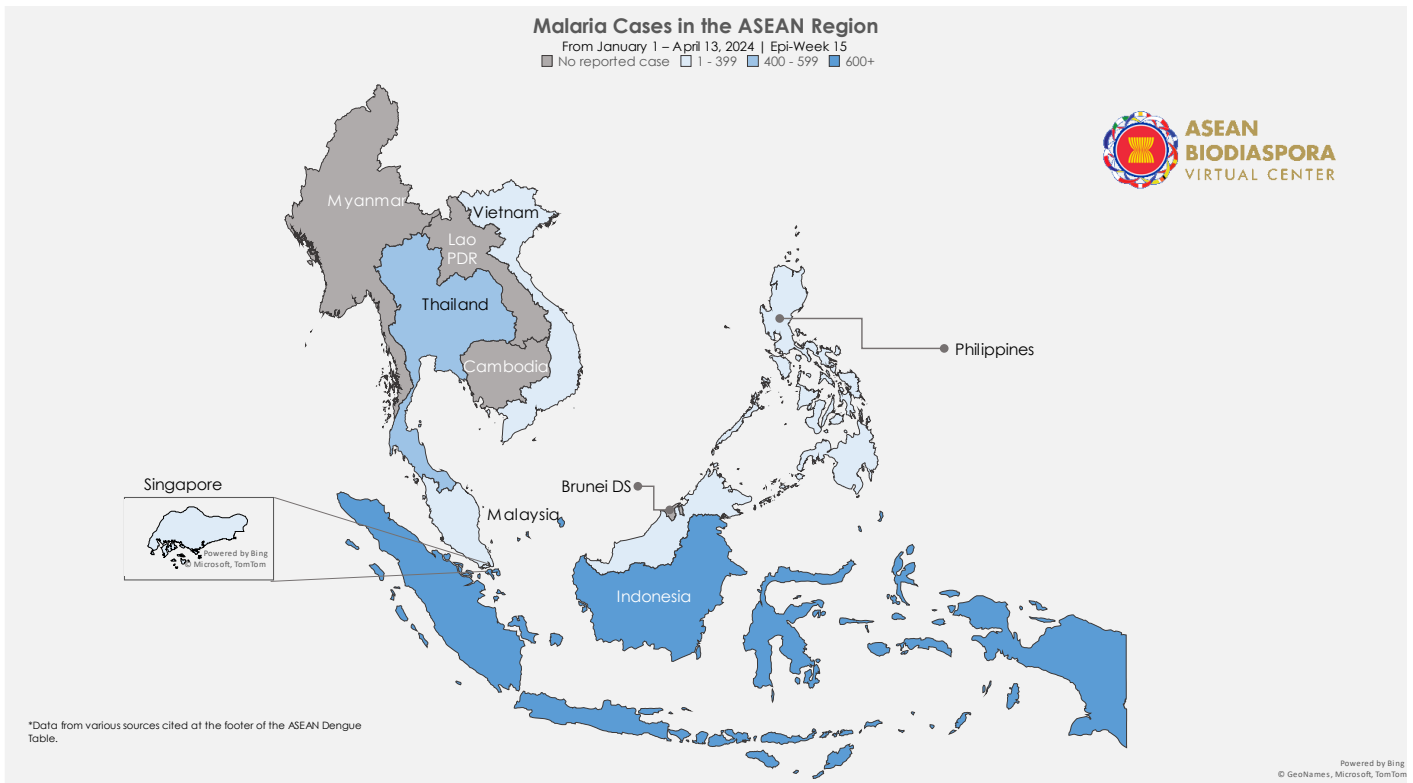 Malaria Cases in the ASEAN Region
From January 1 – April 13, 2024 | Epi-Week 15
No reported case 1 - 399 400 - 599 600+
ASEAN
BIODIASPORA
VIRTUAL CENTER
Myanmar
Vietnam
Lao
PDR
Thailand
Cambodia
Philippines
Singapore
Brunei DS
Malaysia
Powered by Bing
© Microsoft, TomTom
Indonesia
*Data from various sources cited at the footer of the ASEAN Dengue
Table.
Powered by Bing
© GeoNames, Microsoft, TomTom